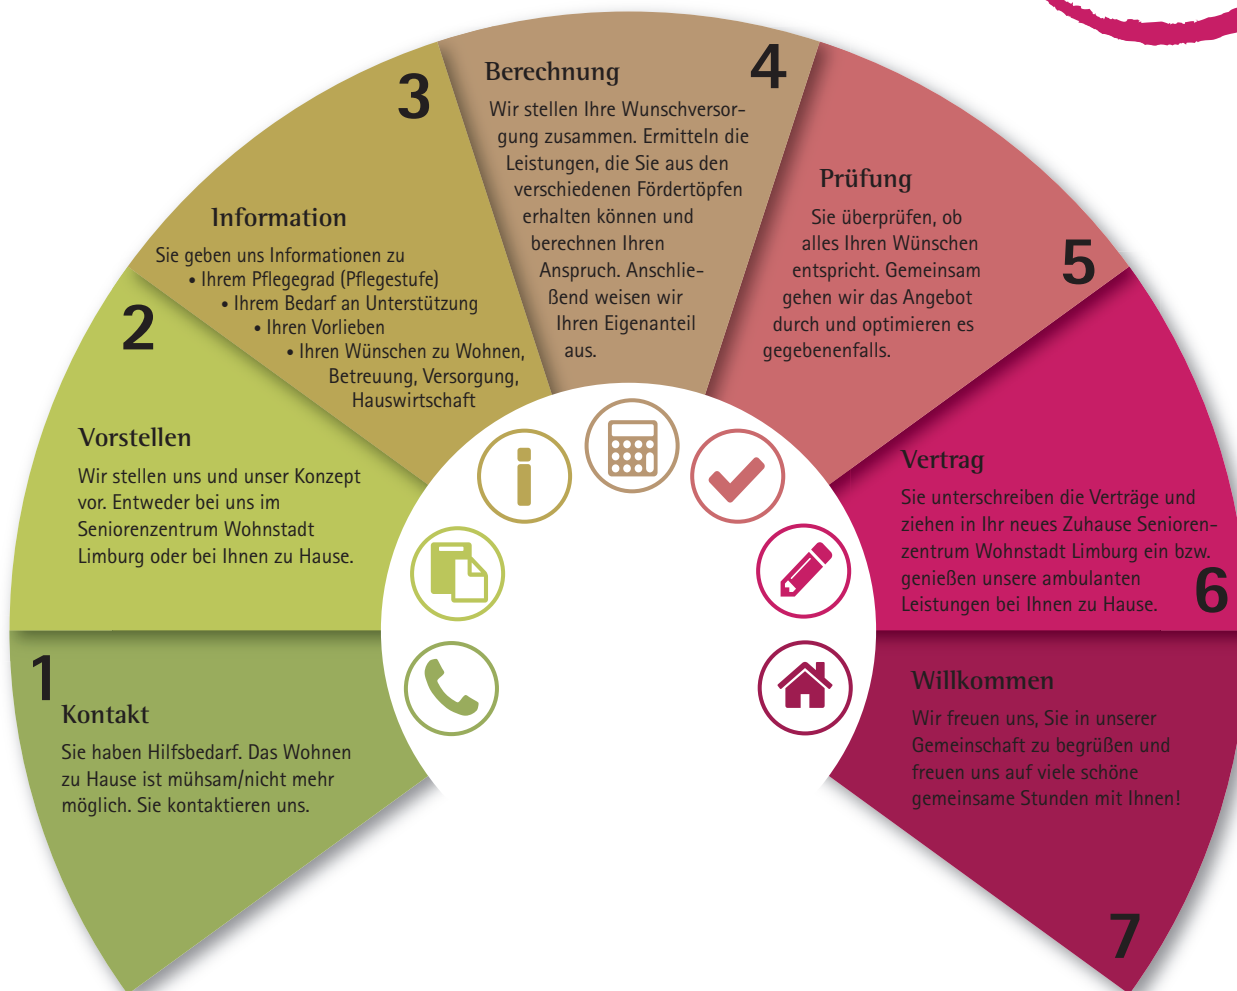 1
Kontakt
Sie haben Hilfsbedarf. Das Wohnen
zu Hause ist mühsam/nicht mehr
möglich. Sie kontaktieren uns.
2
Vorstellen
Wir stellen uns und unser Konzept
vor. Entweder bei uns im
Seniorenzentrum Wohnstadt
Limburg oder bei Ihnen zu Hause.
3
Information
Sie geben uns Informationen zu
• Ihrem Pflegegrad (Pflegestufe)
• Ihrem Bedarf an Unterstützung
• Ihren Vorlieben
• Ihren Wünschen zu Wohnen,
Betreuung, Versorgung,
Hauswirtschaft
4
Berechnung
Wir stellen Ihre Wunschversor-
gung zusammen. Ermitteln die
Leistungen, die Sie aus den
verschiedenen Fördertöpfen
erhalten können und
berechnen Ihren
Anspruch. Anschlie-
ßend weisen wir
Ihren Eigenanteil
aus.
5
Prüfung
Sie überprüfen, ob
alles Ihren Wünschen
entspricht. Gemeinsam
gehen wir das Angebot
durch und optimieren es
gegebenenfalls.
Vertrag
Sie unterschreiben die Verträge und
ziehen in Ihr neues Zuhause Senioren-
zentrum Wohnstadt Limburg ein bzw.
genießen unsere ambulanten
Leistungen bei Ihnen zu Hause.
6
Willkommen
Wir freuen uns, Sie in unserer
Gemeinschaft zu begrüßen und
freuen uns auf viele schöne
gemeinsame Stunden mit Ihnen!
7